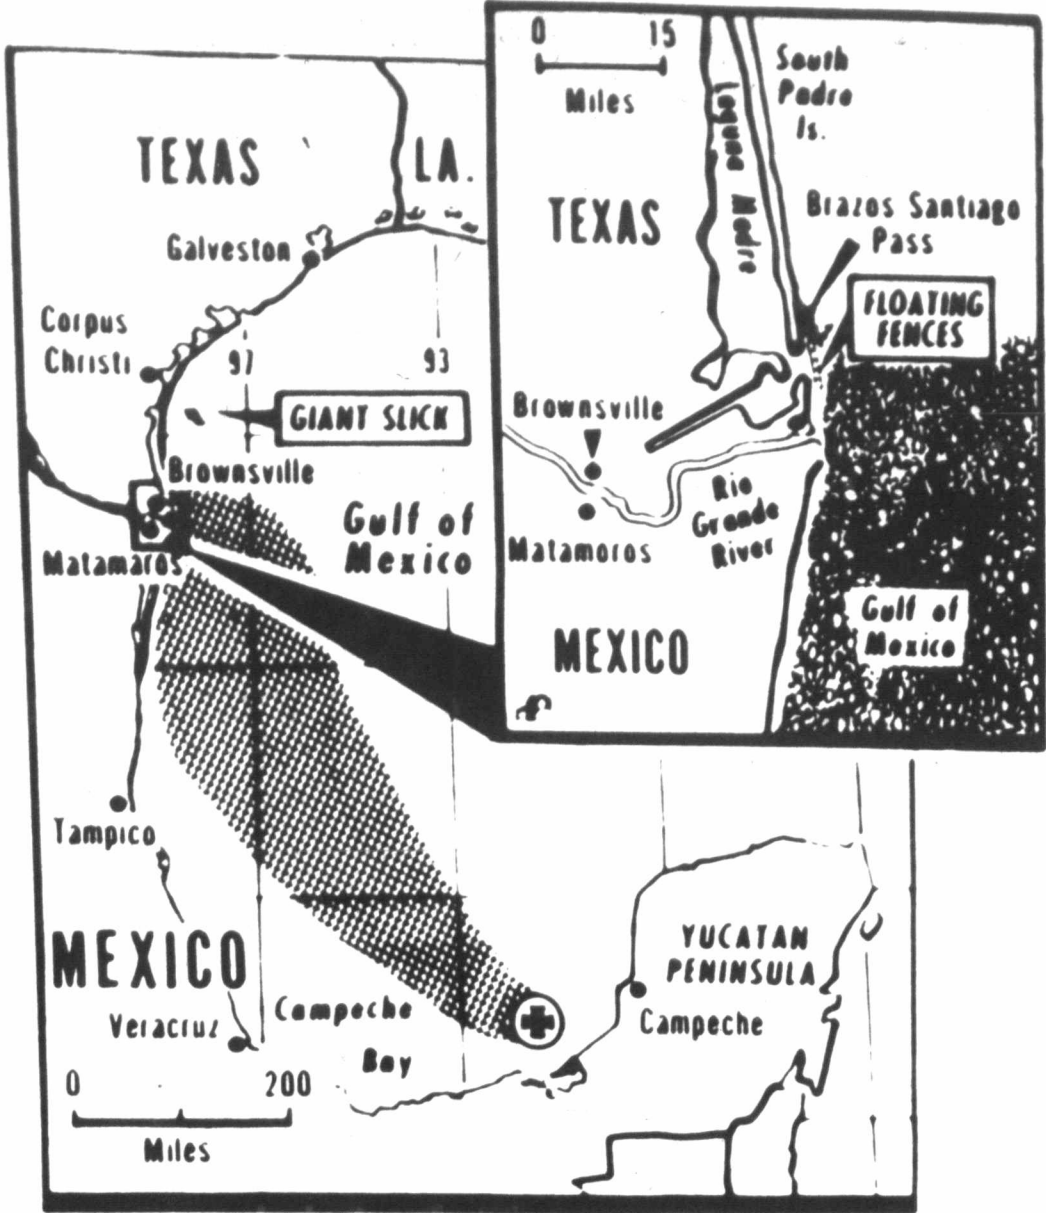 TEXAS
LA.
Galveston
Corpus
Christi
97
93
GIANT SLICK
Brownsville
Gulf of
Mexico
Matamaros
Tampico
MEXICO
Veracruz
Campeche
Bay
YUCATAN
PENINSULA
Campeche
0 200
Miles
0 15
Miles
South
Padre
Is.
Laguna Madre
TEXAS
Brazos Santiago
Pass
FLOATING
FENCES
Brownsville
Rio
Grande
River
Matamoros
MEXICO
Gulf of
Mexico